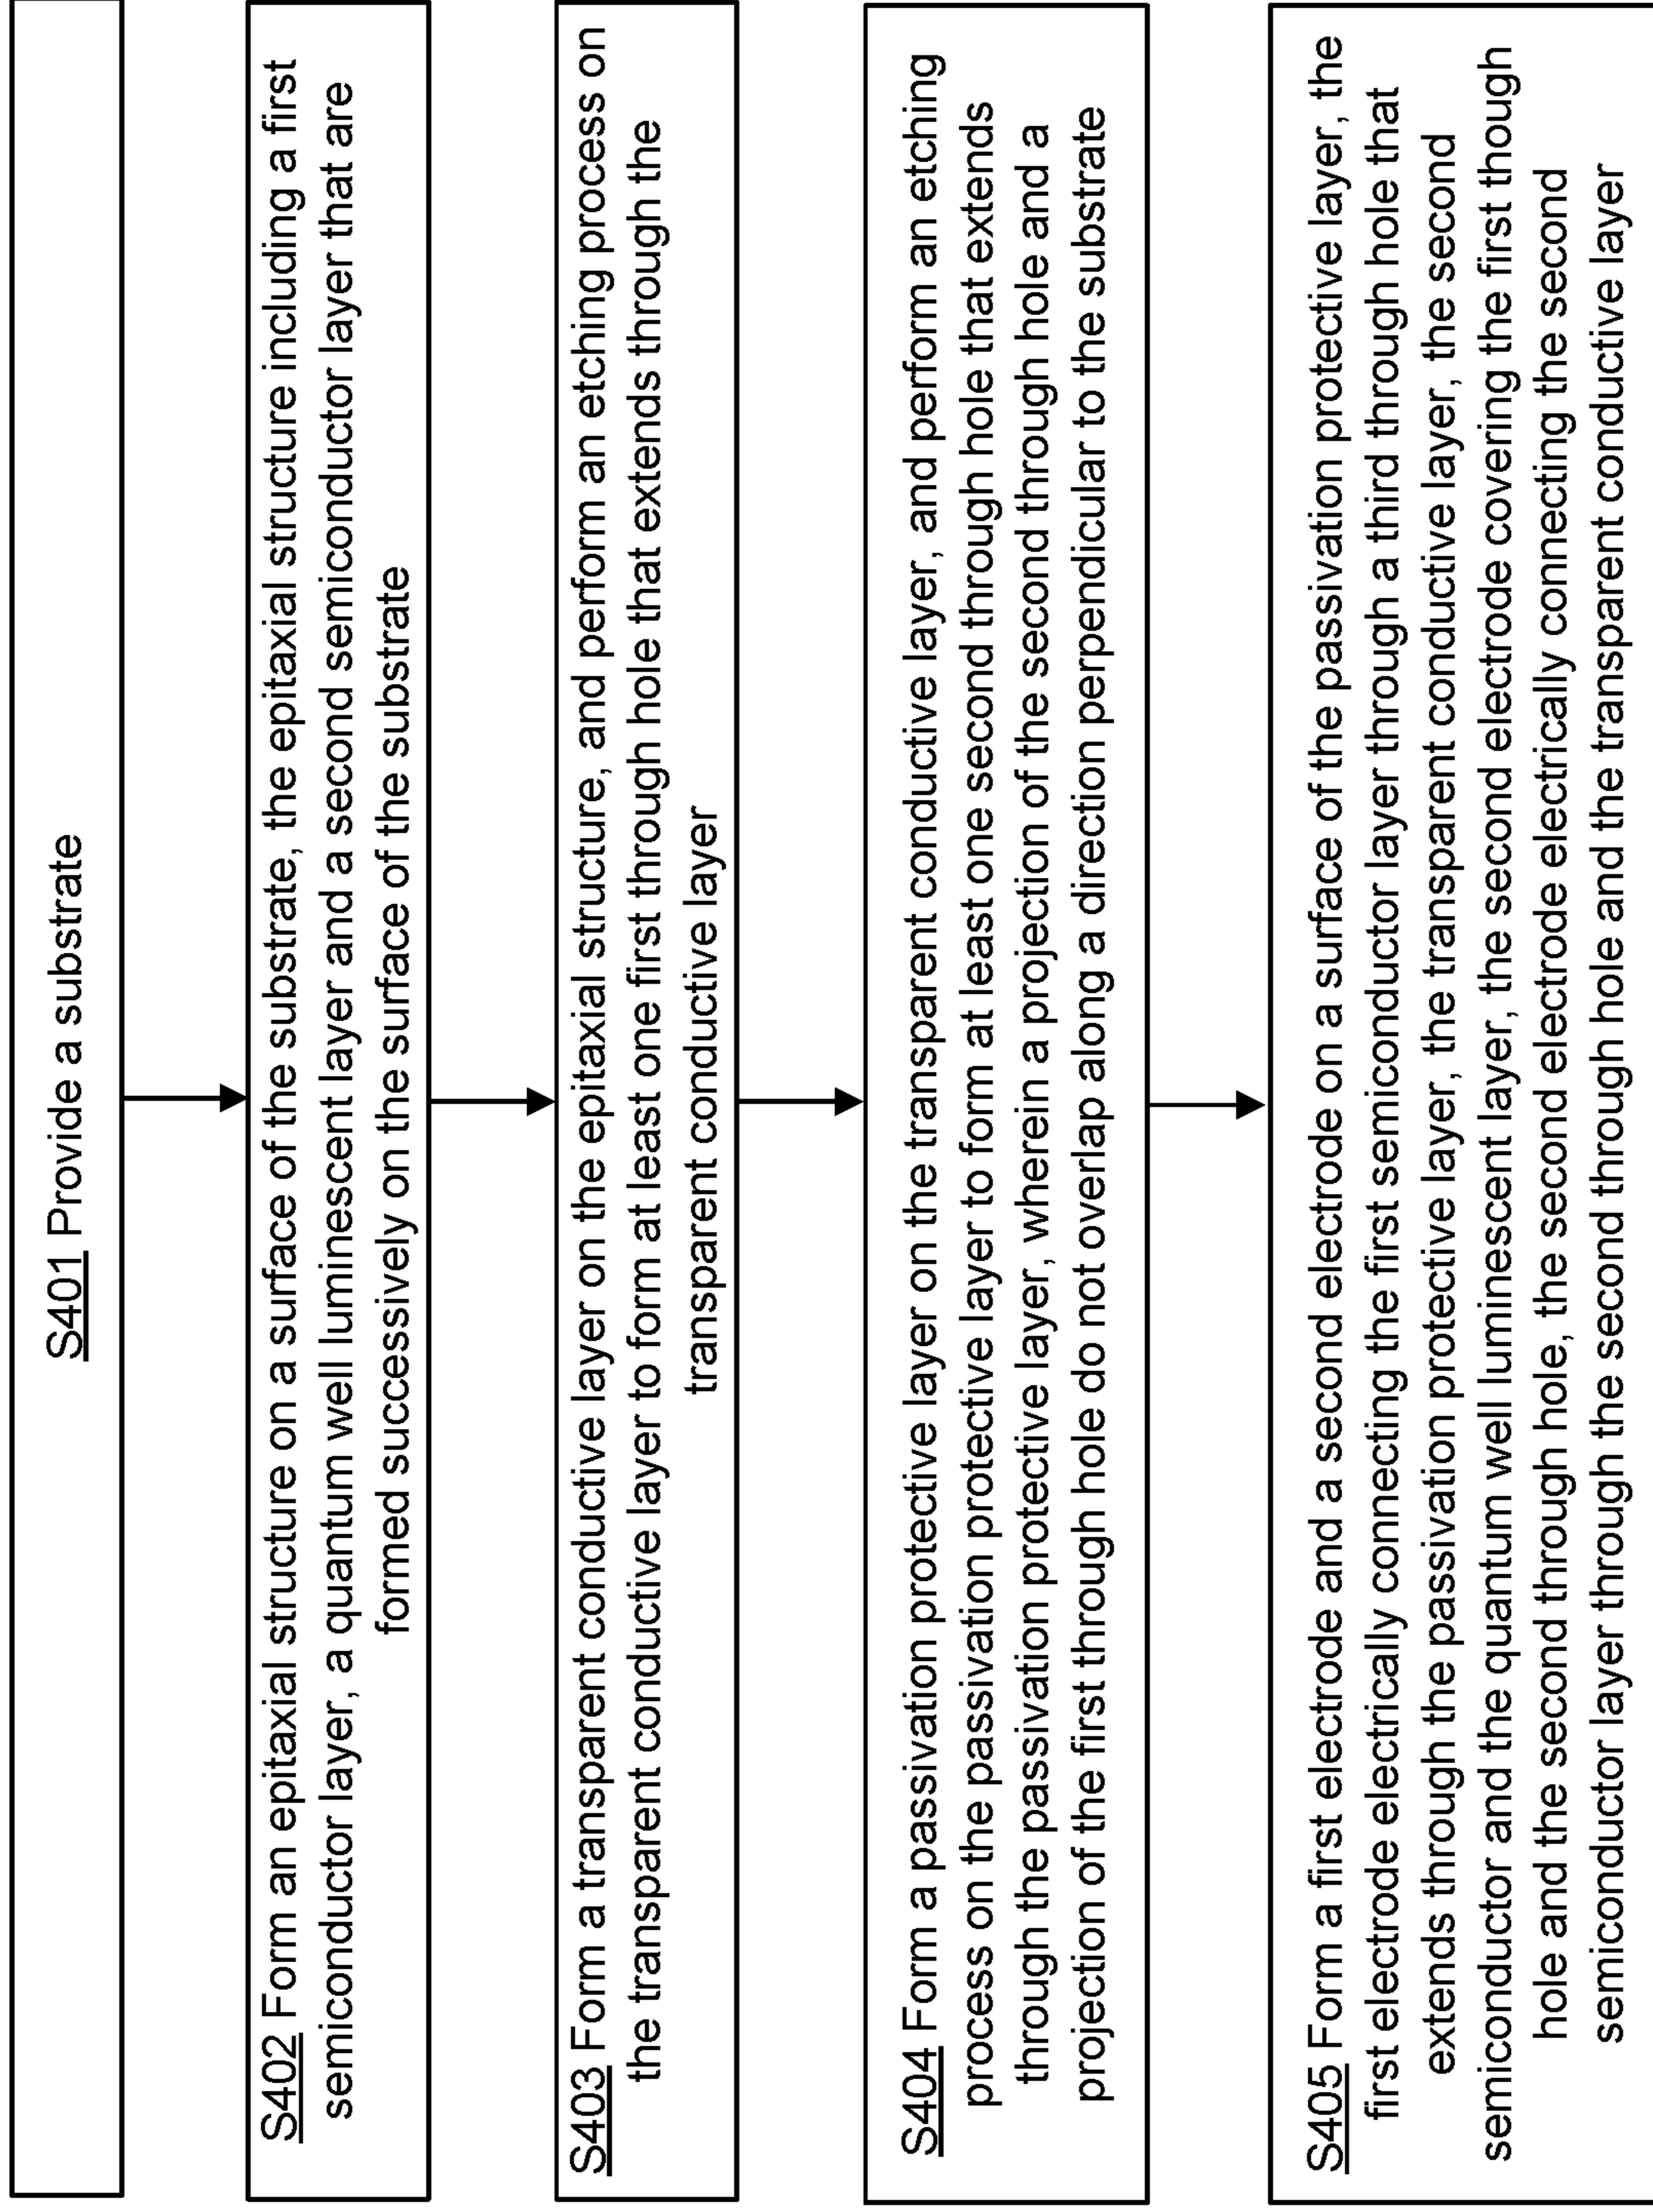 S401 Provide a substrate
S402 Form an epitaxial structure on a surface of the substrate, the epitaxial structure including a first
semiconductor layer, a quantum well luminescent layer and a second semiconductor layer that are
formed successively on the surface of the substrate
S403 Form a transparent conductive layer on the epitaxial structure, and perform an etching process on
the transparent conductive layer to form at least one first through hole that extends through the
transparent conductive layer
S404 Form a passivation protective layer on the transparent conductive layer, and perform an etching
process on the passivation protective layer to form at least one second through hole that extends
through the passivation protective layer, wherein a projection of the second through hole and a
projection of the first through hole do not overlap along a direction perpendicular to the substrate
S405 Form a first electrode and a second electrode on a surface of the passivation protective layer, the
first electrode electrically connecting the first semiconductor layer through a third through hole that
extends through the passivation protective layer, the transparent conductive layer, the second
semiconductor and the quantum well luminescent layer, the second electrode covering the first though
hole and the second through hole, the second electrode electrically connecting the second
semiconductor layer through the second through hole and the transparent conductive layer